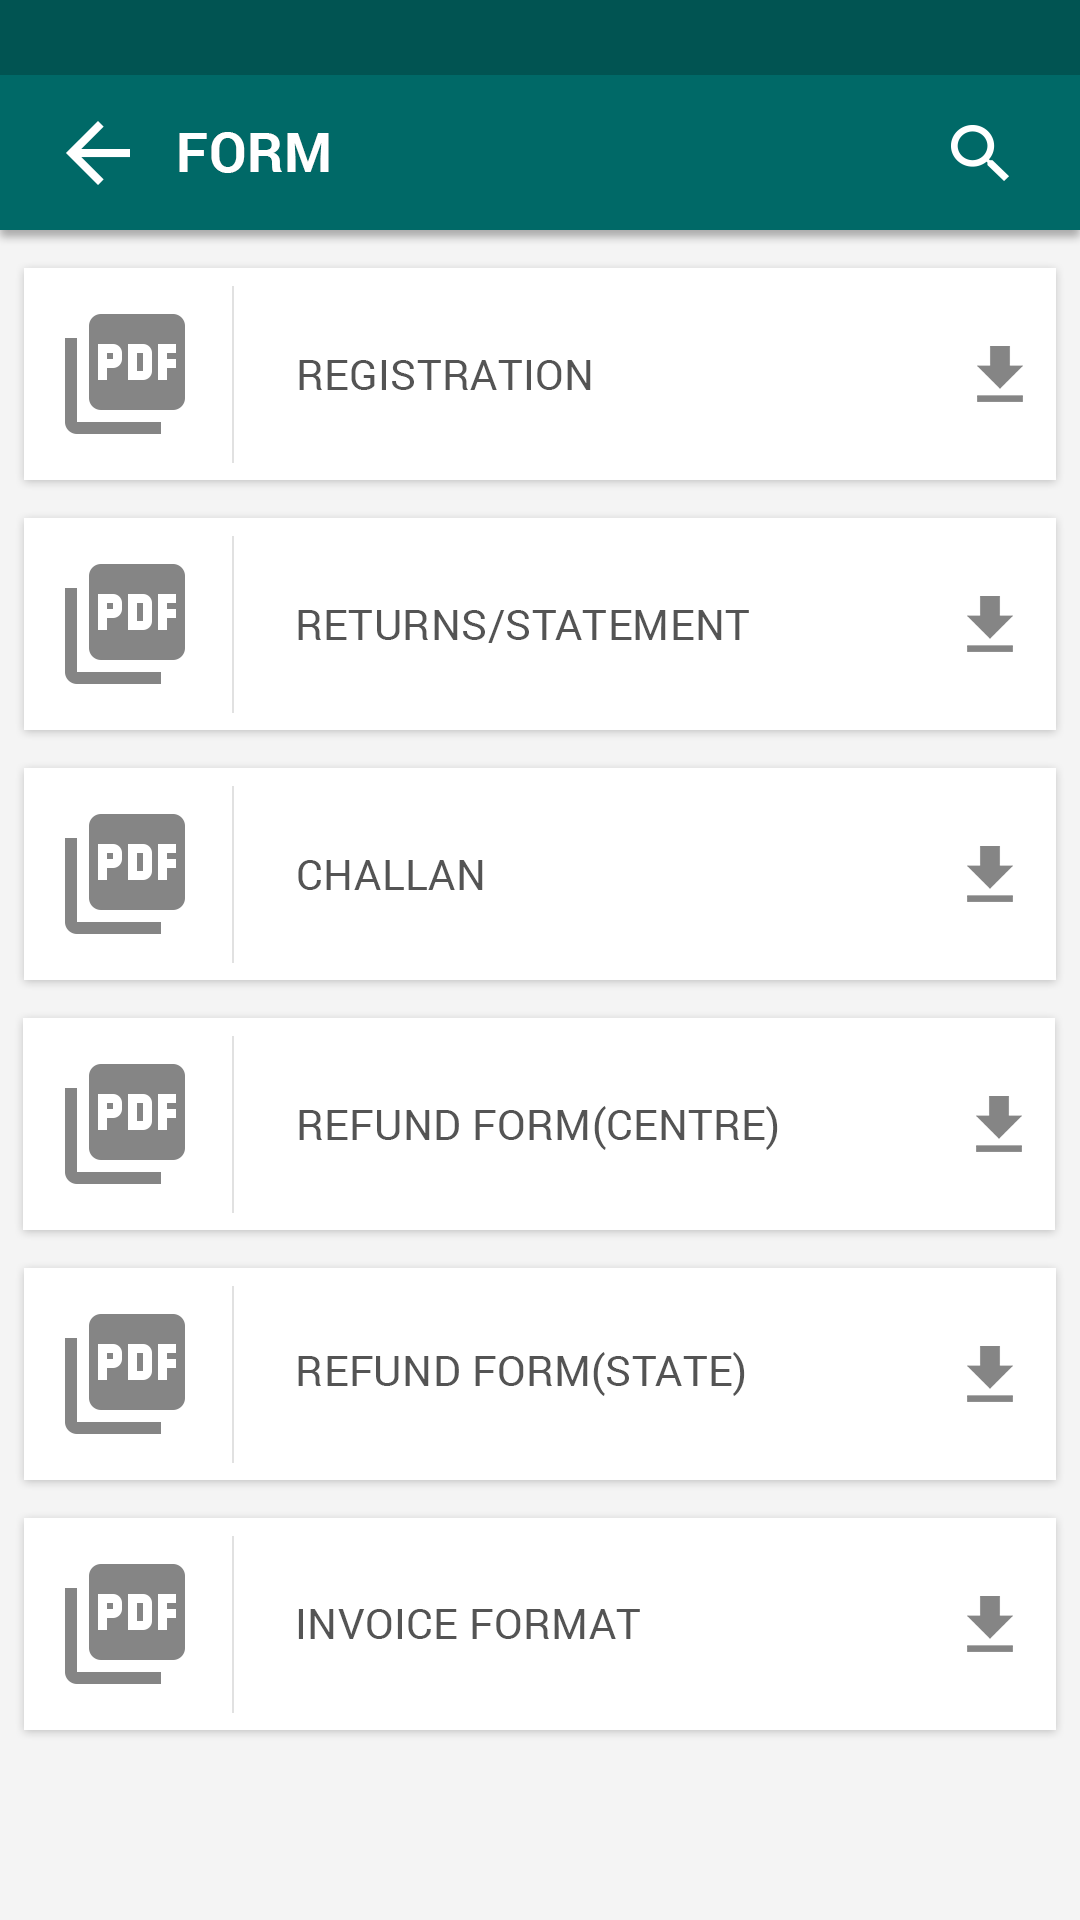 FORM
PDF
REGISTRATION
PDF
RETURNS/STATEMENT
PDF
CHALLAN
PDF
REFUND FORM(CENTRE)
PDF
REFUND FORM(STATE)
PDF
INVOICE FORMAT